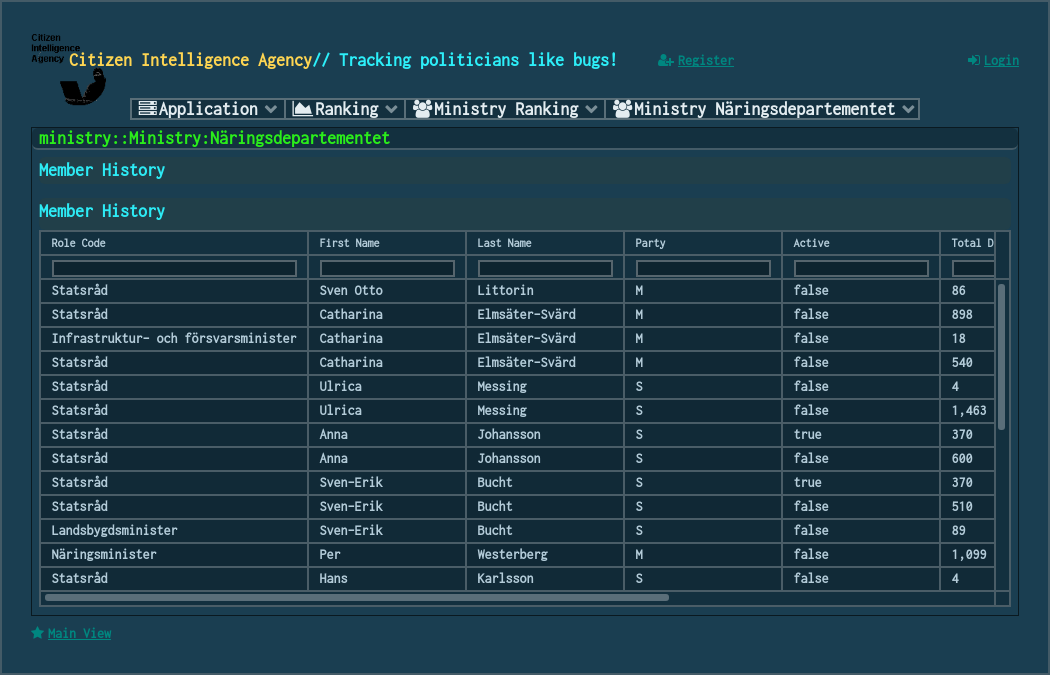 Citizen
Intelligence
Agency
Citizen Intelligence Agency// Tracking politicians like bugs!
Register
Login
Application Ranking Ministry Ranking Ministry Näringsdepartementet
ministry::Ministry:Näringsdepartementet
Member History
Member History
Role Code First Name Last Name Party Active Total D
Statsråd Sven Otto Littorin M false 86
Statsråd Catharina Elmsäter-Svärd M false 898
Infrastruktur- och försvarsminister Catharina Elmsäter-Svärd M false 18
Statsråd Catharina Elmsäter-Svärd M false 540
Statsråd Ulrica Messing S false 4
Statsråd Ulrica Messing S false 1,463
Statsråd Anna Johansson S true 370
Statsråd Anna Johansson S false 600
Statsråd Sven-Erik Bucht S true 370
Statsråd Sven-Erik Bucht S false 510
Landsbygdsminister Sven-Erik Bucht S false 89
Näringsminister Per Westerberg M false 1,099
Statsråd Hans Karlsson S false 4
Main View